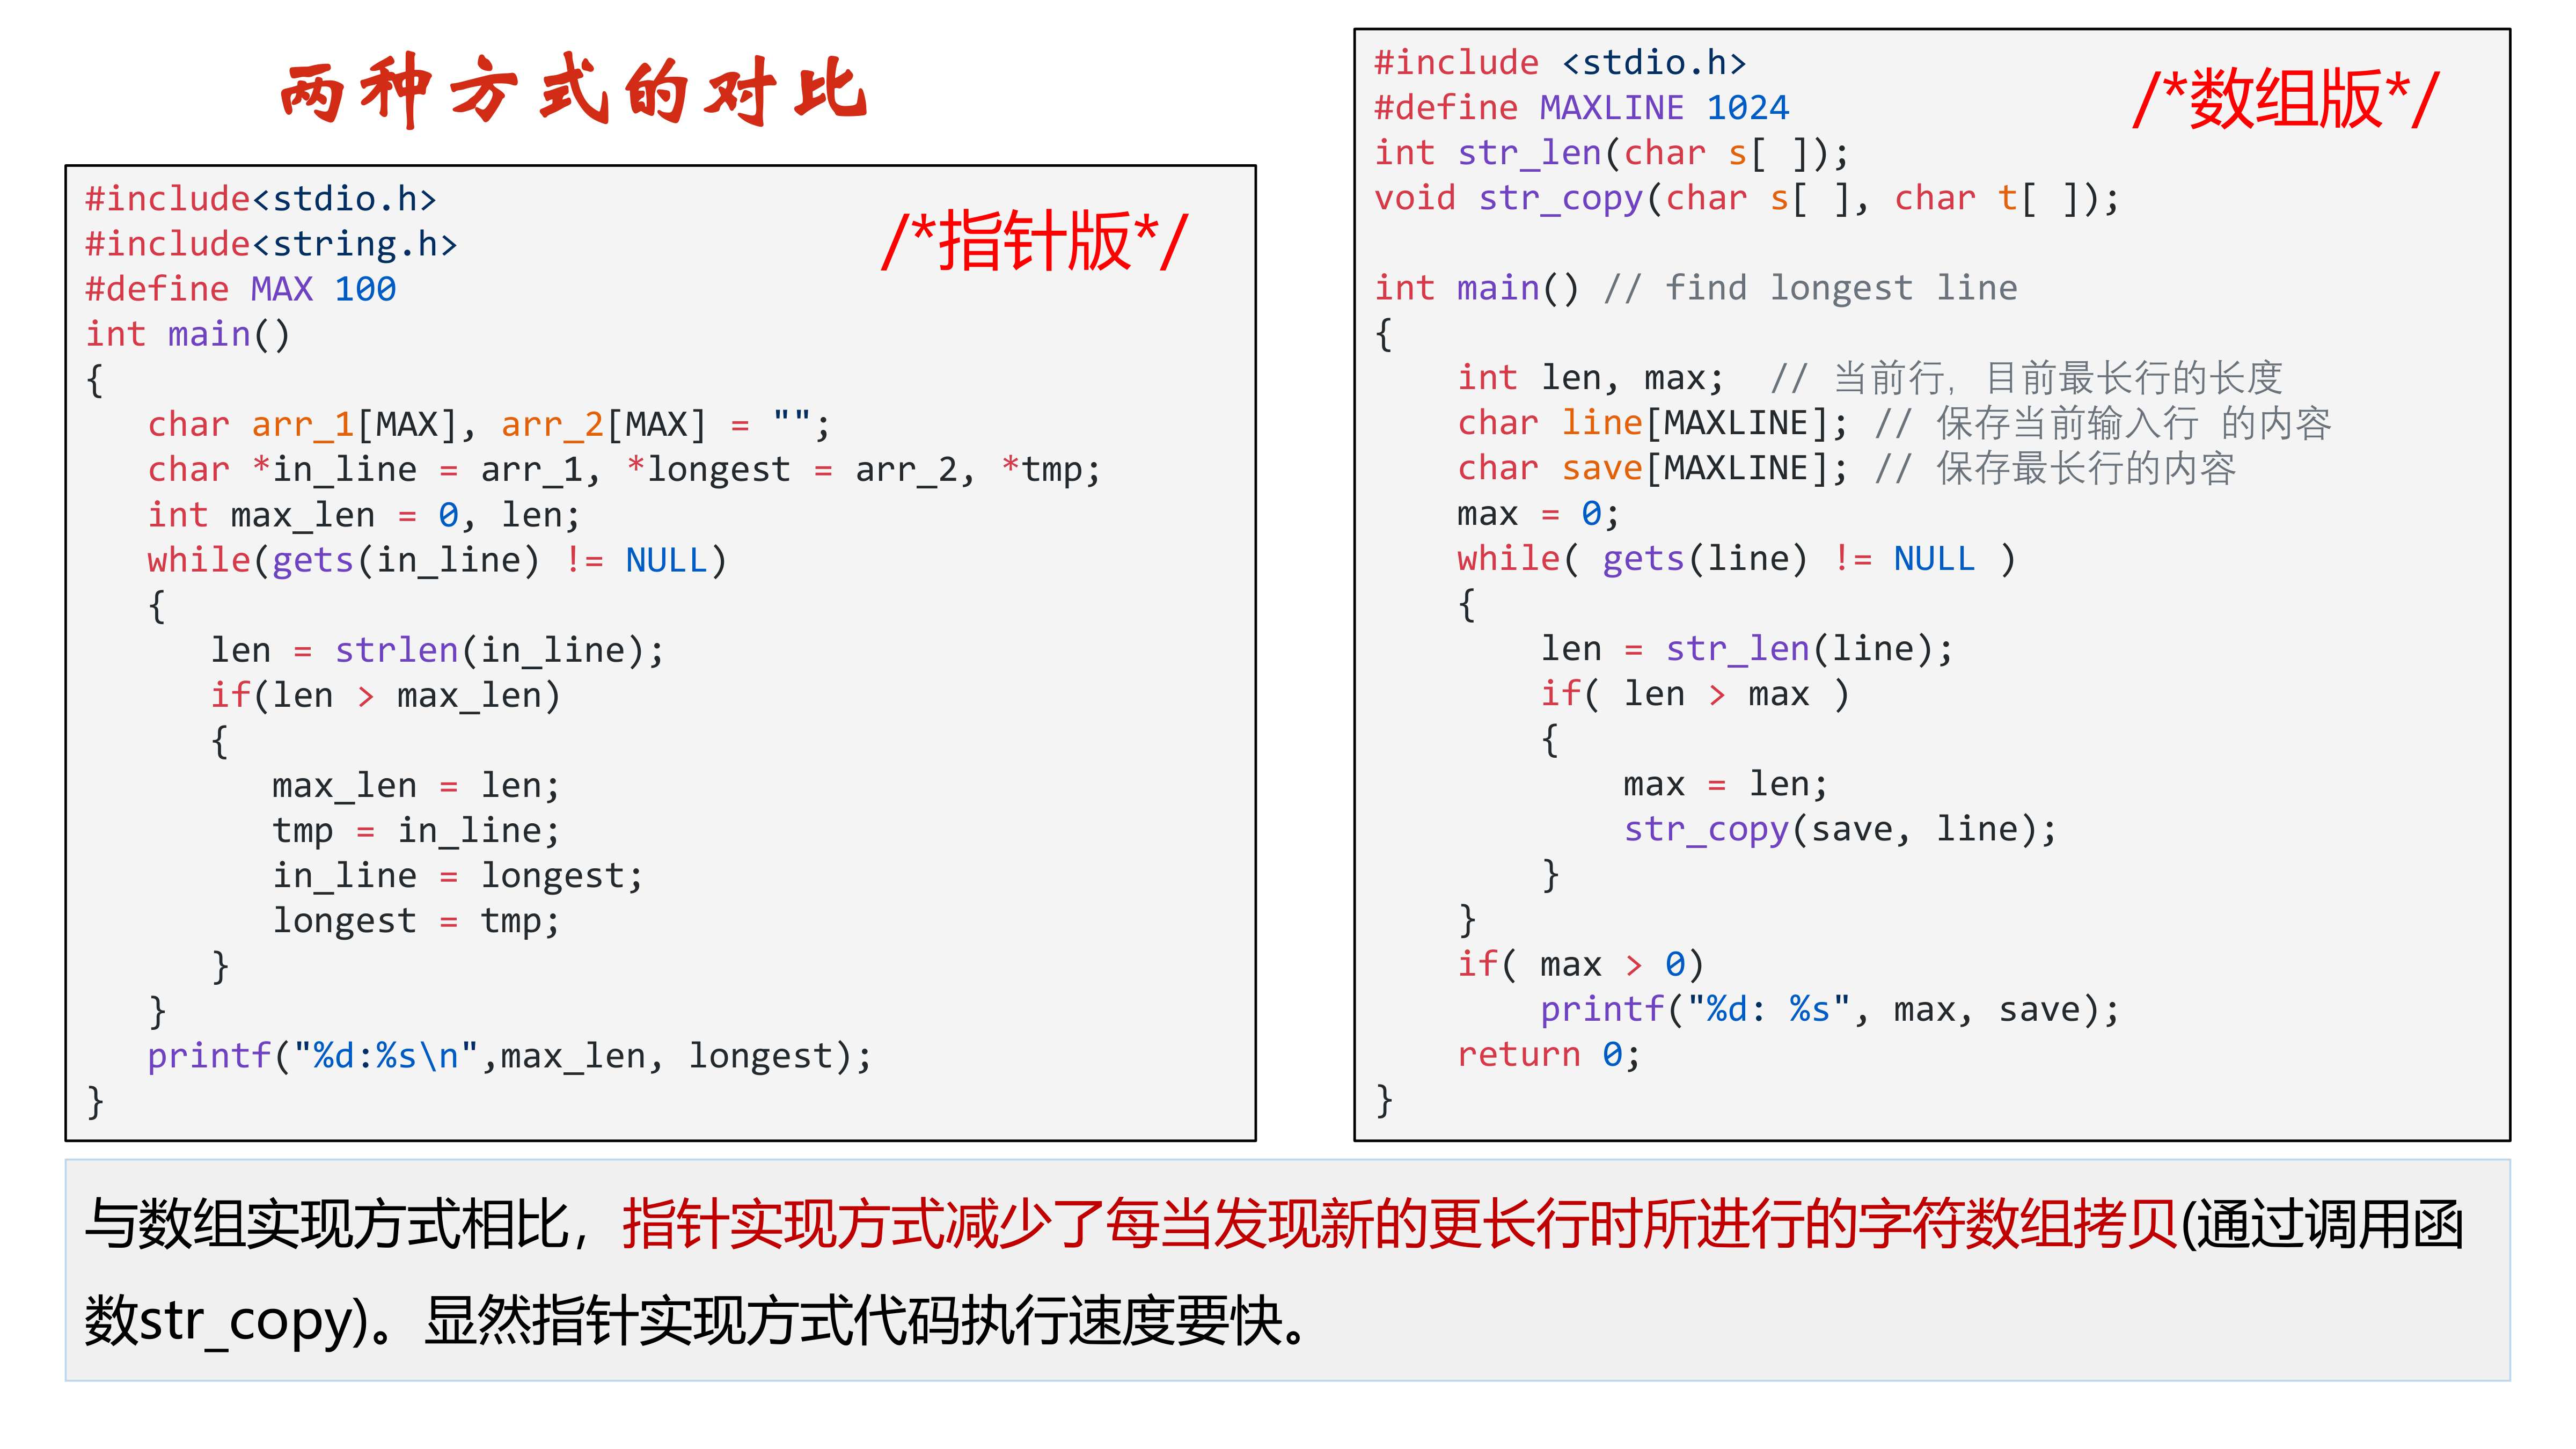 两种方式的对比
#include<stdio.h>
#include<string.h>
/*指针版*/
#define MAX 100
int main()
{
   char arr_1[MAX], arr_2[MAX] = "";
   char *in_line = arr_1, *longest = arr_2, *tmp;
   int max_len = 0, len;
   while(gets(in_line) != NULL)
   {
      len = strlen(in_line);
      if(len > max_len)
      {
         max_len = len;
         tmp = in_line;
         in_line = longest;
         longest = tmp;
      }
   }
   printf("%d:%s\n",max_len, longest);
}
#include <stdio.h>
/*数组版*/
#define MAXLINE 1024
int str_len(char s[ ]);
void str_copy(char s[ ], char t[ ]);
int main() // find longest line
{
    int len, max;  // 当前行，目前最长行的长度
    char line[MAXLINE]; // 保存当前输入行 的内容
    char save[MAXLINE]; // 保存最长行的内容
    max = 0;
    while( gets(line) != NULL )
    {
        len = str_len(line);
        if( len > max )
        {
            max = len;
            str_copy(save, line);
        }
    }
    if( max > 0)
        printf("%d: %s", max, save);
    return 0;
}
与数组实现方式相比，指针实现方式减少了每当发现新的更长行时所进行的字符数组拷贝(通过调用函
数str_copy)。显然指针实现方式代码执行速度要快。